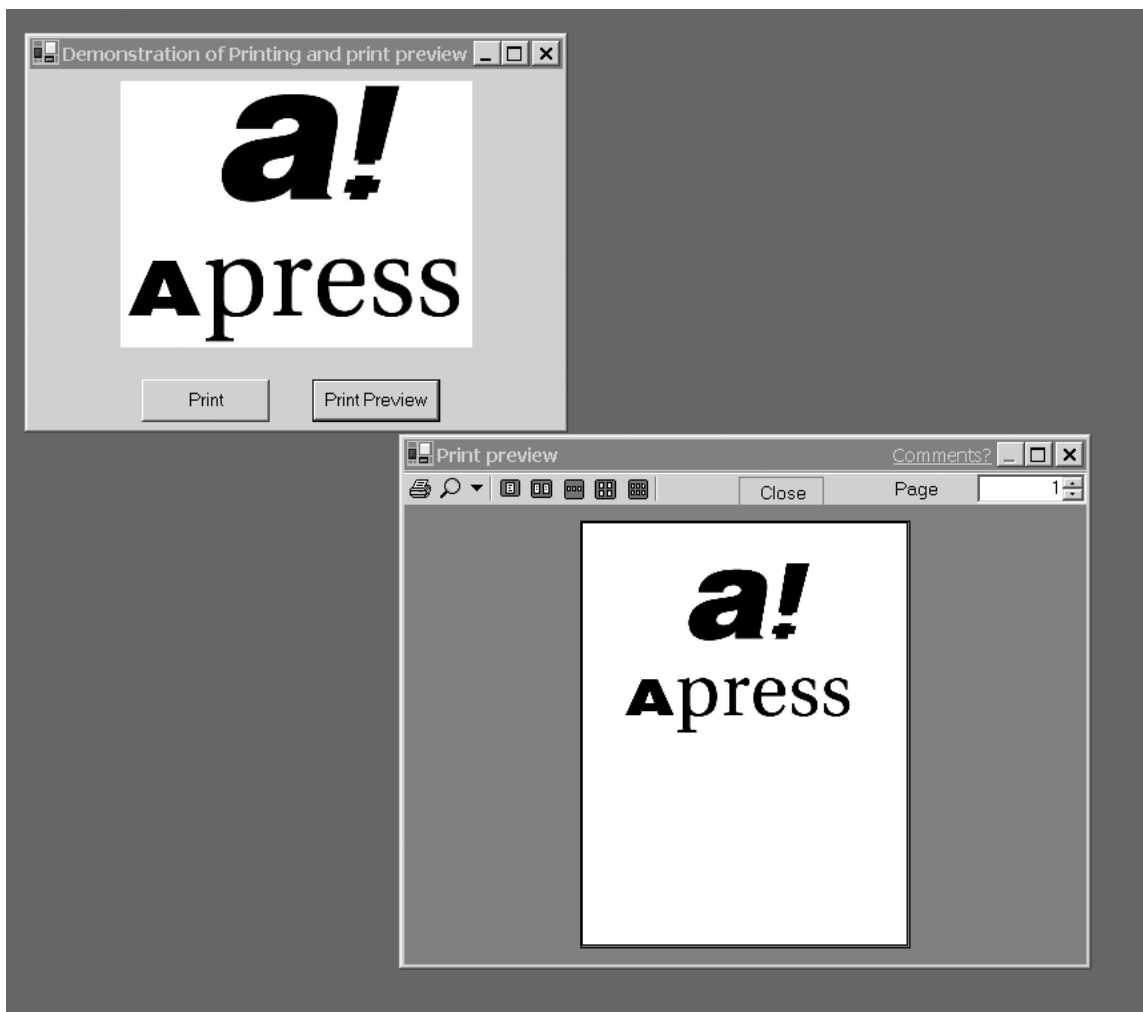 Demonstration of Printing and print preview
a!
Apress
Print Print Preview
Print preview Comments?
Close Page 1
a!
Apress